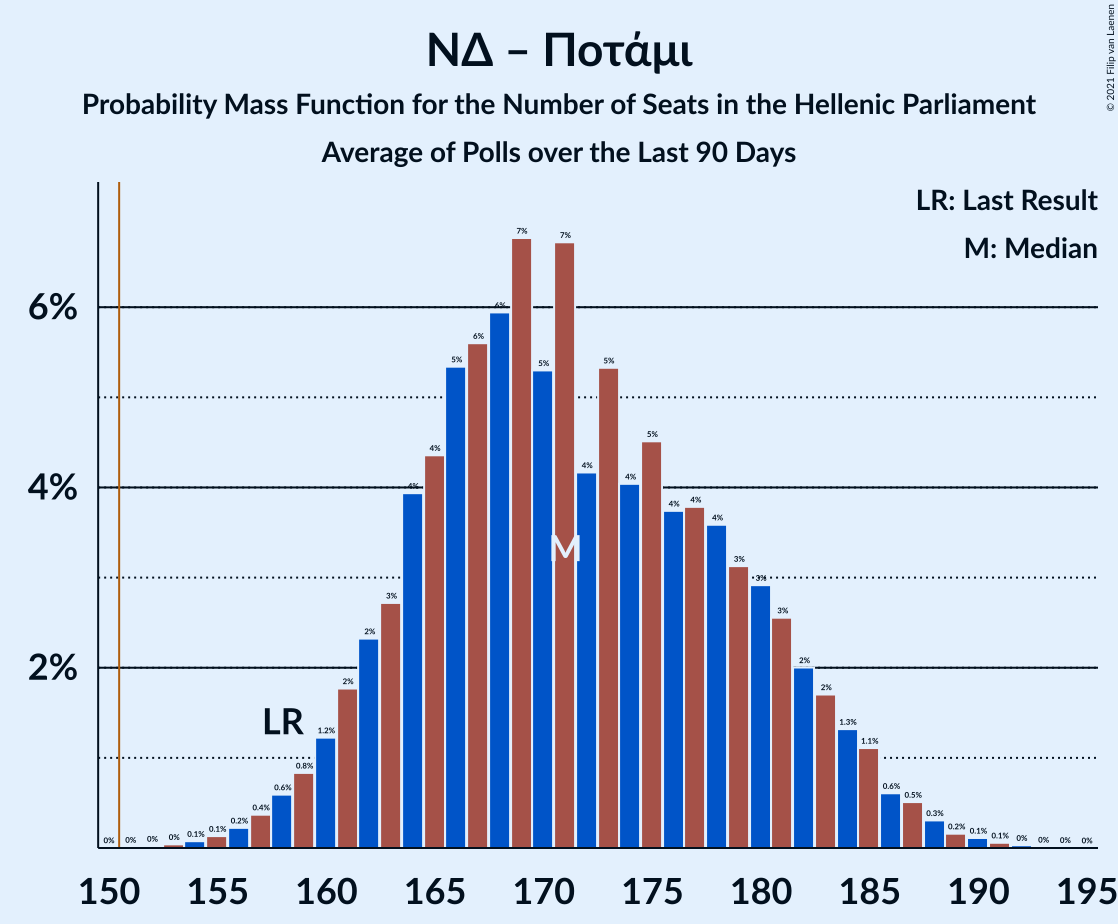 ΝΔ – Ποτάμι
Probability Mass Function for the Number of Seats in the Hellenic Parliament
Average of Polls over the Last 90 Days
© 2021 Filip van Laenen
LR: Last Result
M: Median
6%
4%
2%
0% 0% 0% 0% 0.1% 0.1% 0.2% 0.4% 0.6% 0.8% 1.2% 2% 2% 3% 4% 4% 5% 6% 6% 7% 5% 7% 4% 5% 4% 5% 4% 4% 4% 3% 3% 3% 2% 2% 1.3% 1.1% 0.6% 0.5% 0.3% 0.2% 0.1% 0.1% 0% 0% 0% 0%
LR
M
150 155 160 165 170 175 180 185 190 195